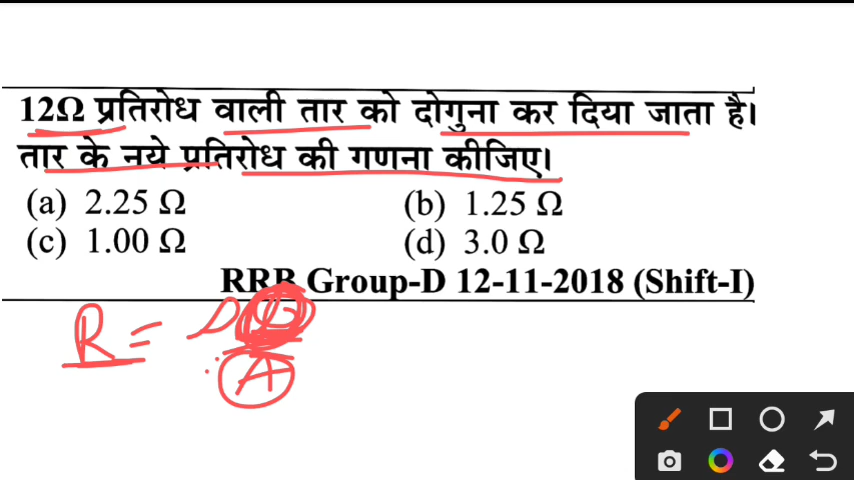 12Ω प्रतिरोध वाली तार को दोगुना कर दिया जाता है।
तार के नये प्रतिरोध की गणना कीजिए।
(a) 2.25 Ω (b) 1.25 Ω
(c) 1.00 Ω (d) 3.0 Ω
RRB Group-D 12-11-2018 (Shift-I)
R =
A